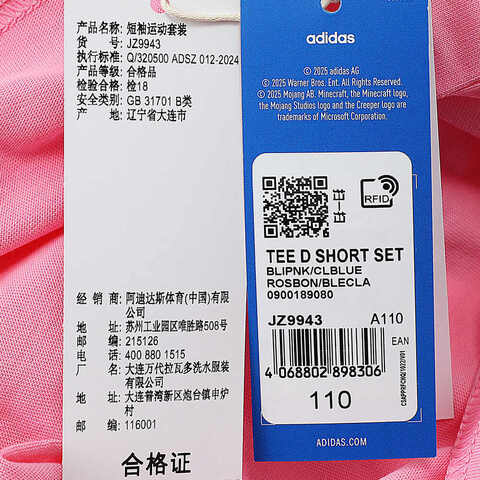 产品名称: 短袖运动套装
货　　号: JZ9943
执行标准: Q/320500 ADSZ 012-2024
产品等级: 合格品
检验合格: 检18
安全类别: GB 31701 B类
产　　地: 辽宁省大连市
经 销 商: 阿迪达斯体育(中国)有限公司
地　　址: 苏州工业园区唯胜路508号
邮　　编: 215126
电　　话: 400 880 1515
制 造 商: 大连万代拉瓦多洗水服装有限公司
地　　址: 大连普湾新区炮台镇申炉村
邮　　编: 116001
合格证
adidas
© 2025 adidas AG
© 2025 Warner Bros. Ent. All Rights Reserved.
© 2025 Mojang AB. Minecraft, the Minecraft logo,
the Mojang Studios logo and the Creeper logo are
trademarks of Microsoft Corporation.
RFID
TEE D SHORT SET
BLIPNK/CLBLUE
ROSBON/BLECLA
0900189080
JZ9943 A110
EAN
4 068802 898306
110
ADIDAS.COM